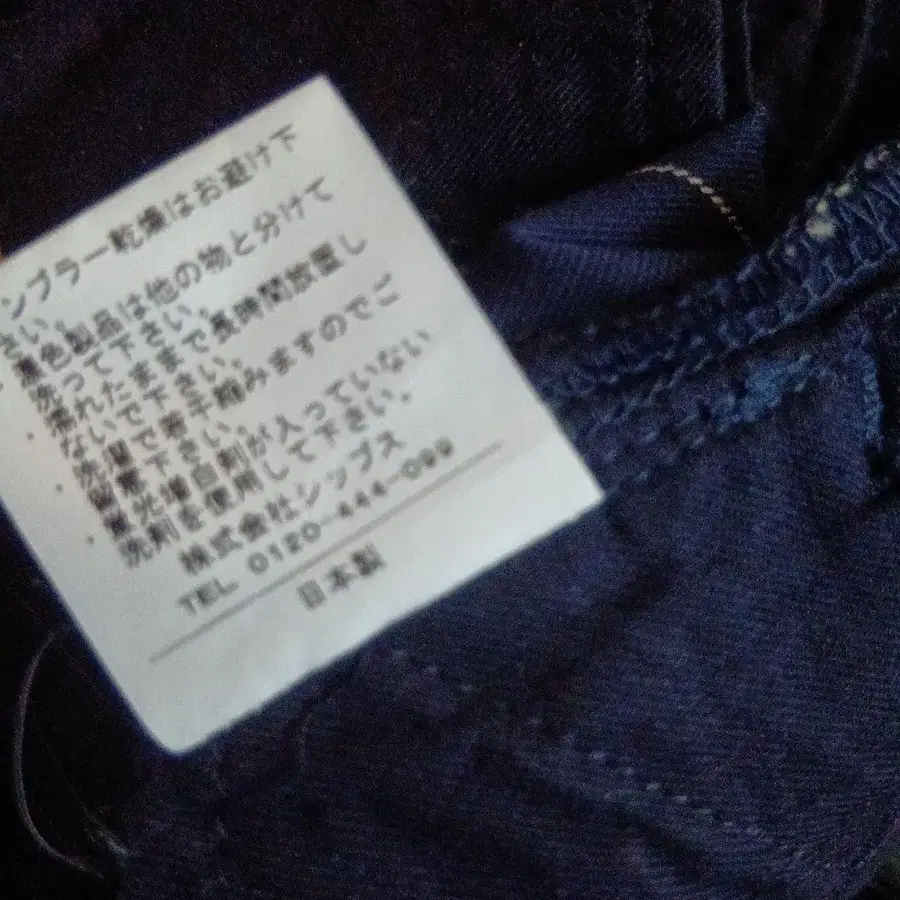 ンブラー乾燥はお避け下
さい。
・濃色製品は他の物と分けて
洗って下さい。
濡れたままで長時間放置し
ないで下さい。
・洗濯で若干縮みますのでご
留意下さい。
・蛍光増白剤が入っていない
洗剤を使用して下さい。
株式会社シップス
TEL 0120-444-099
日本製